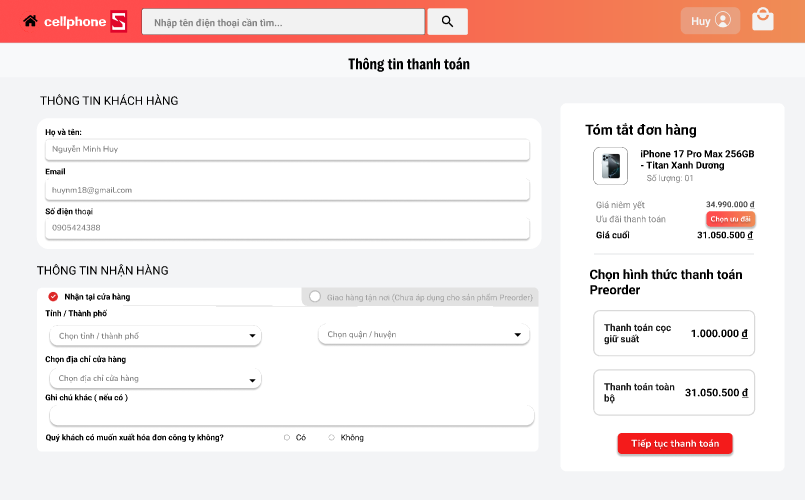 cellphone S
Nhập tên điện thoại cần tìm...
Huy
Thông tin thanh toán
THÔNG TIN KHÁCH HÀNG
Họ và tên:
Nguyễn Minh Huy
Email
huynm18@gmail.com
Số điện thoại
0905424388
THÔNG TIN NHẬN HÀNG
Nhận tại cửa hàng
Giao hàng tận nơi (Chưa áp dụng cho sản phẩm Preorder)
Tỉnh / Thành phố
Chọn tỉnh / thành phố
Chọn quận / huyện
Chọn địa chỉ cửa hàng
Chọn địa chỉ cửa hàng
Ghi chú khác ( nếu có )
Quý khách có muốn xuất hóa đơn công ty không?
Có
Không
Tóm tắt đơn hàng
iPhone 17 Pro Max 256GB
- Titan Xanh Dương
Số lượng: 01
Giá niêm yết
34.990.000 ₫
Ưu đãi thanh toán
Chọn ưu đãi
Giá cuối
31.050.500 ₫
Chọn hình thức thanh toán
Preorder
Thanh toán cọc
giữ suất
1.000.000 ₫
Thanh toán toàn
bộ
31.050.500 ₫
Tiếp tục thanh toán